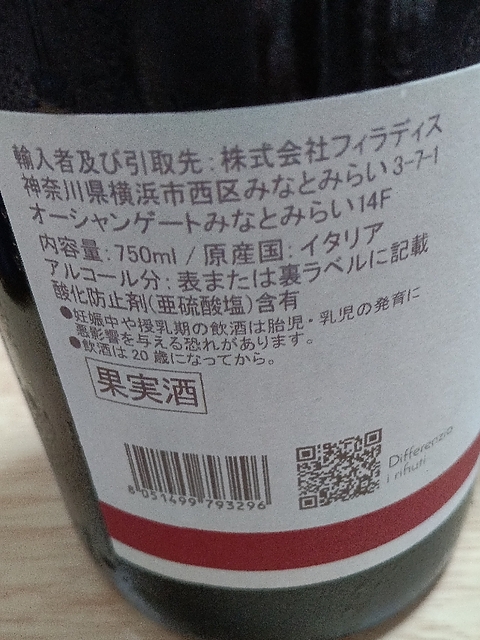 輸入者及び引取先：株式会社フィラディス
神奈川県横浜市西区みなとみらい3-7-1
オーシャンゲートみなとみらい14F
内容量：750ml / 原産国：イタリア
アルコール分：表または裏ラベルに記載
酸化防止剤(亜硫酸塩)含有
●妊娠中や授乳期の飲酒は胎児・乳児の発育に
悪影響を与える恐れがあります。
●飲酒は20歳になってから。
果実酒
8 051499 793296
Differenzia
i rifiuti